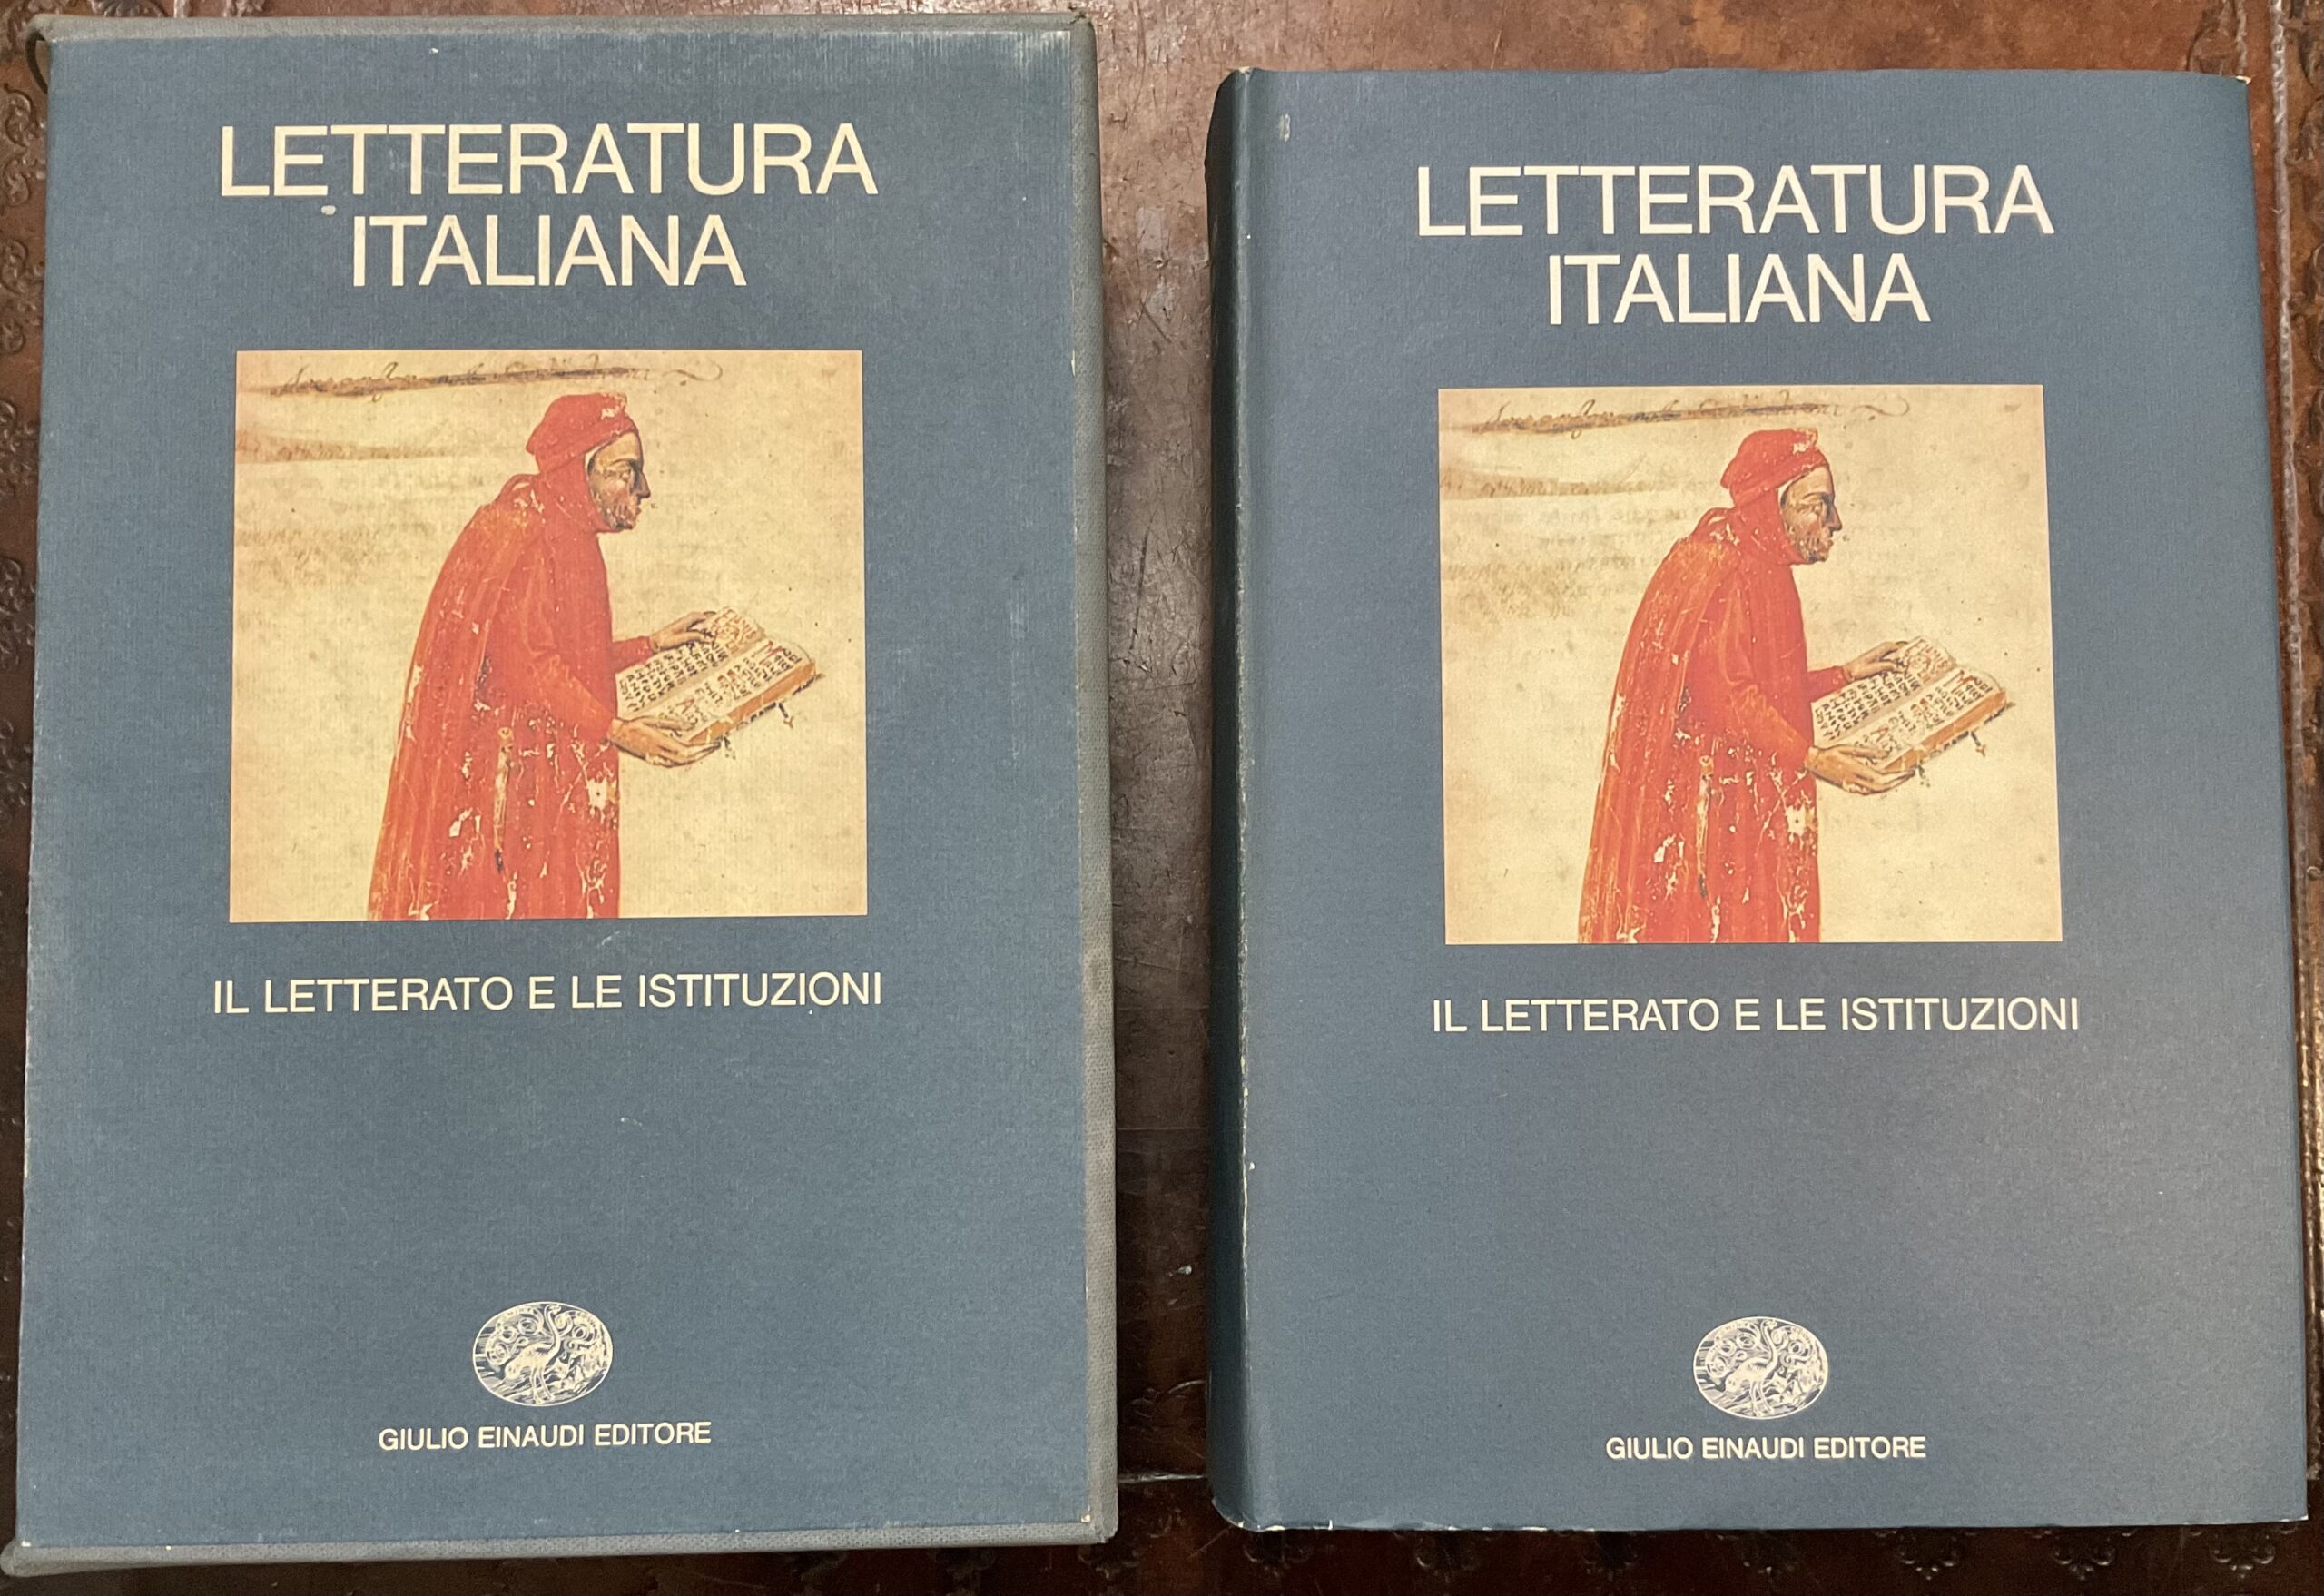 LETTERATURA
ITALIANA
IL LETTERATO E LE ISTITUZIONI
GIULIO EINAUDI EDITORE
LETTERATURA
ITALIANA
IL LETTERATO E LE ISTITUZIONI
GIULIO EINAUDI EDITORE